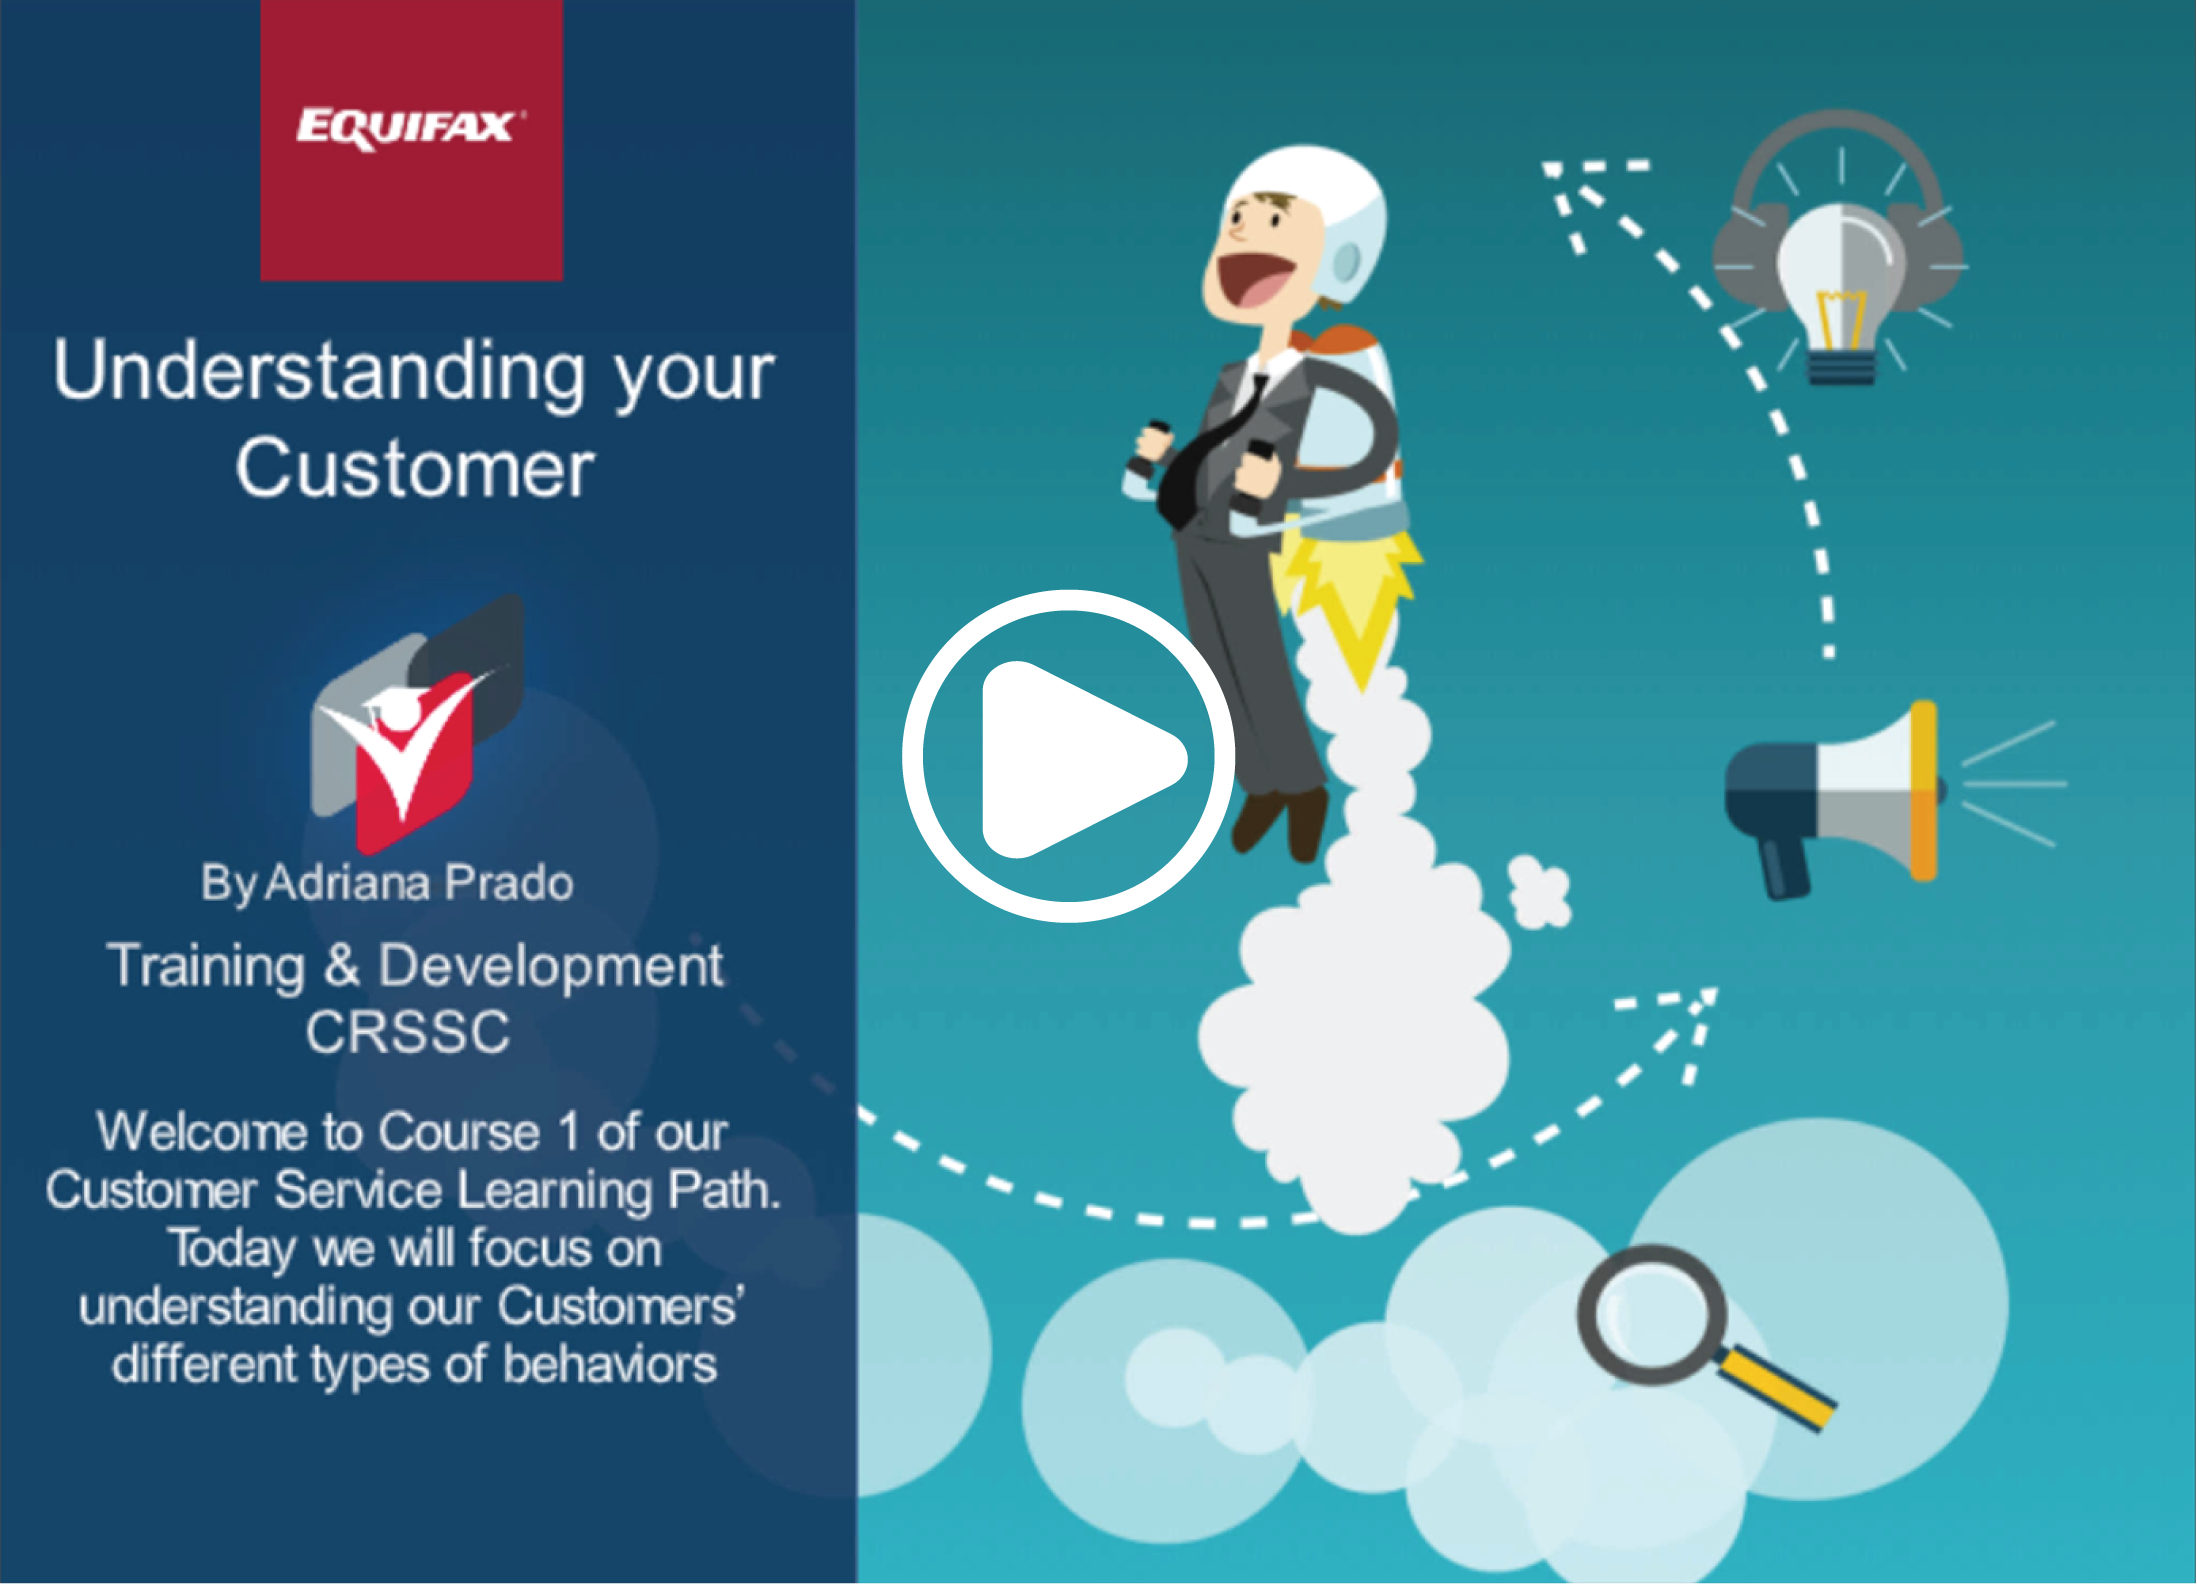 EQUIFAX
Understanding your
Customer
By Adriana Prado
Training & Development
CRSSC
Welcome to Course 1 of our
Customer Service Learning Path.
Today we will focus on
understanding our Customers’
different types of behaviors